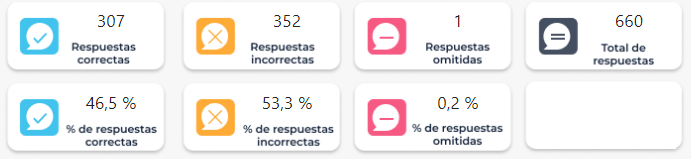 307
Respuestas
correctas
352
Respuestas
incorrectas
1
Respuestas
omitidas
660
Total de
respuestas
46,5 %
% de respuestas
correctas
53,3 %
% de respuestas
incorrectas
0,2 %
% de respuestas
omitidas